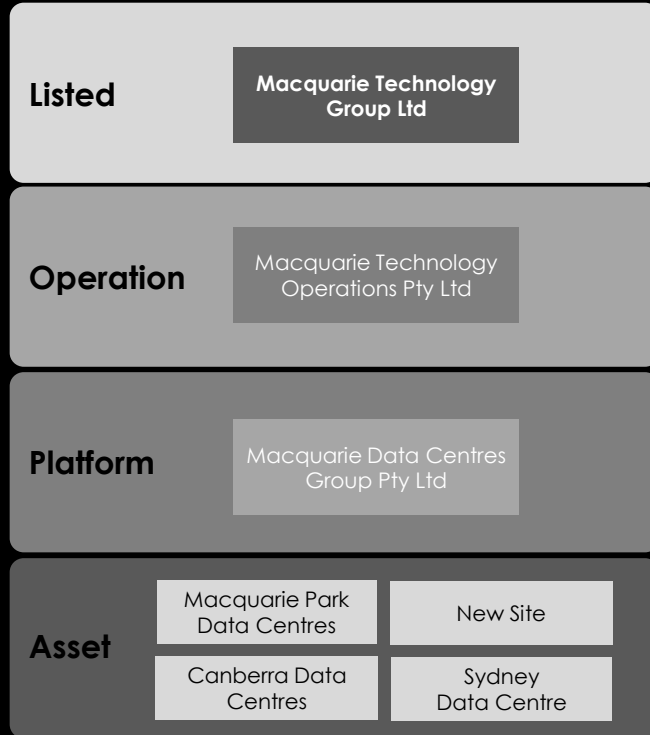 Listed
Macquarie Technology
Group Ltd
Operation
Macquarie Technology
Operations Pty Ltd
Platform
Macquarie Data Centres
Group Pty Ltd
Asset
Macquarie Park
Data Centres
New Site
Canberra Data
Centres
Sydney
Data Centre